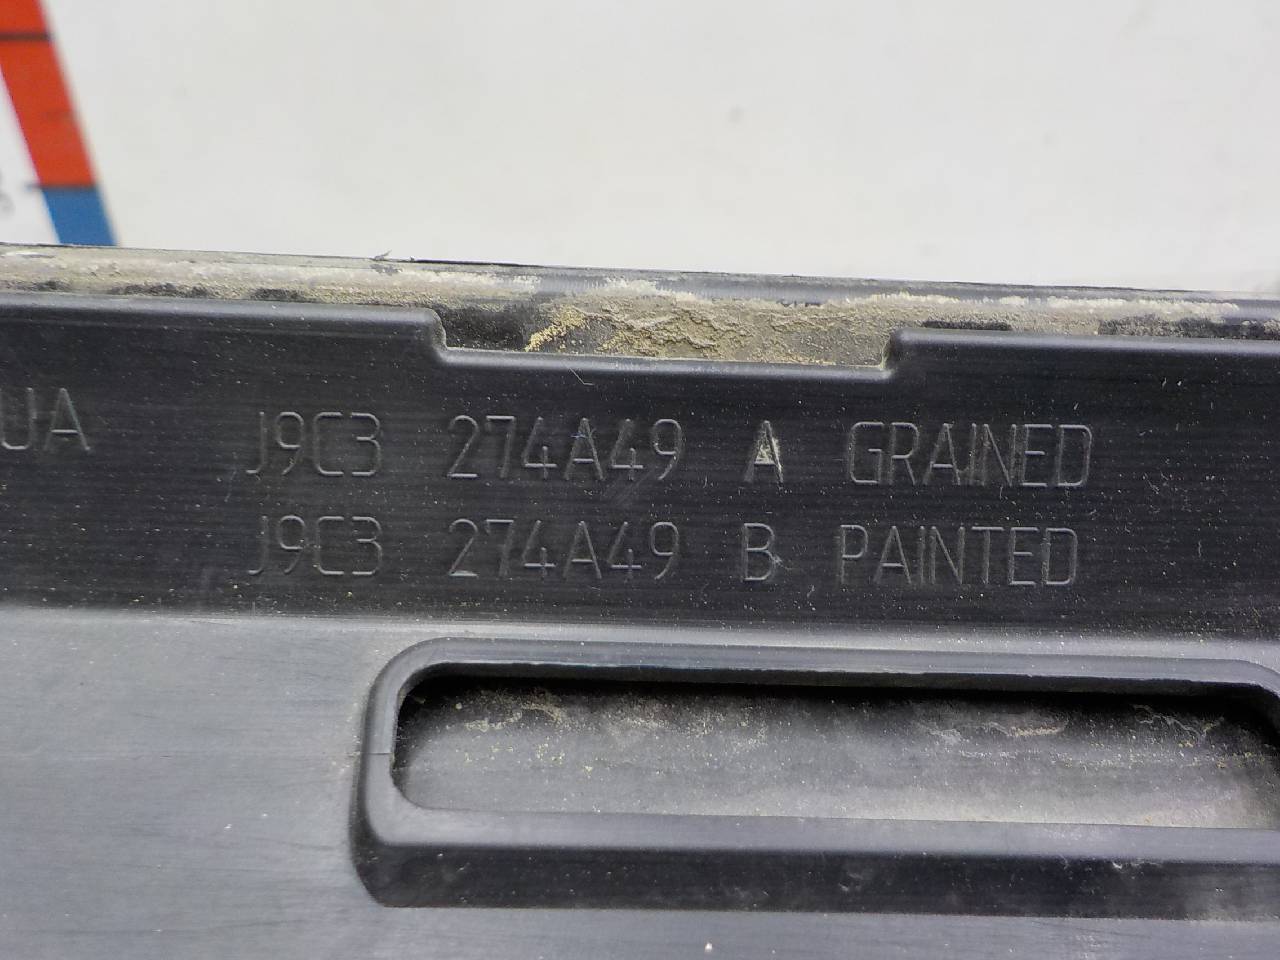 UA J9C3 274A49 A GRAINED
J9C3 274A49 B PAINTED